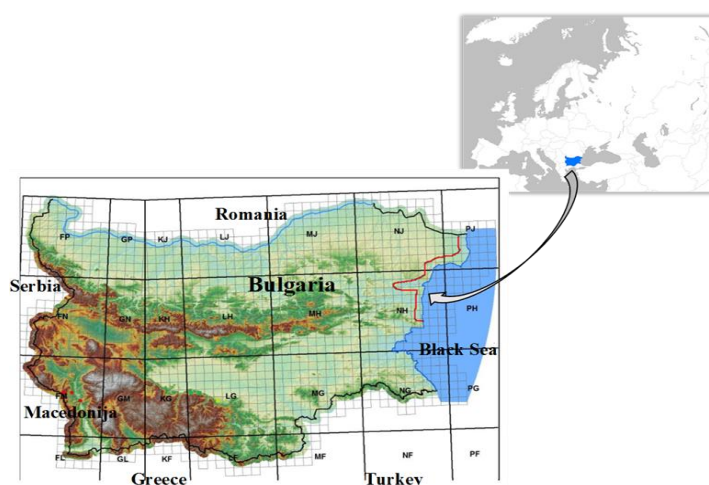 Romania
FP GP KJ LJ MJ NJ PJ
Bulgaria
Serbia
FN GN KH LH MH NH PH
Black Sea
GM KG LG MG NG PG
Macedonija
FL GL KF MF NF PF
Greece Turkey